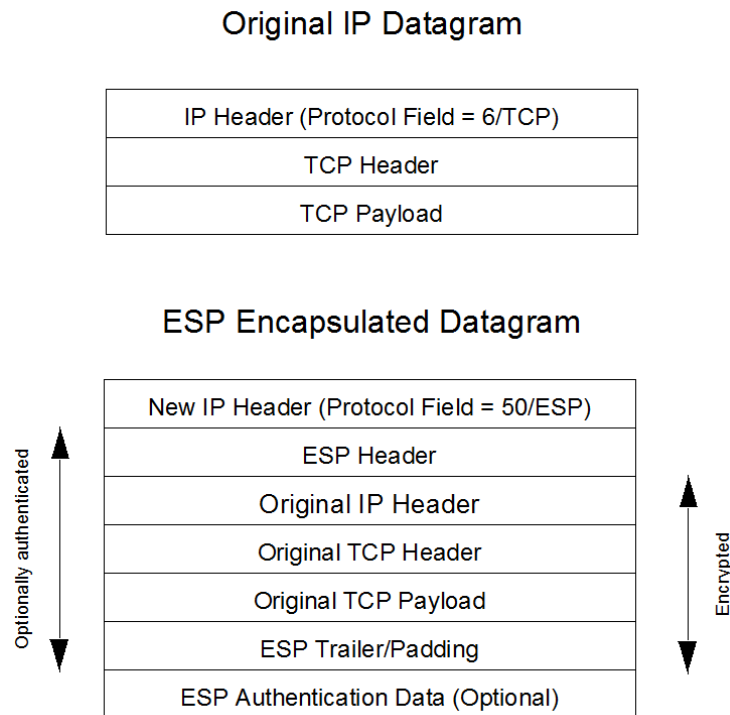 Original IP Datagram
IP Header (Protocol Field = 6/TCP)
TCP Header
TCP Payload
ESP Encapsulated Datagram
New IP Header (Protocol Field = 50/ESP)
ESP Header
Original IP Header
Original TCP Header
Original TCP Payload
ESP Trailer/Padding
ESP Authentication Data (Optional)
Optionally authenticated
Encrypted